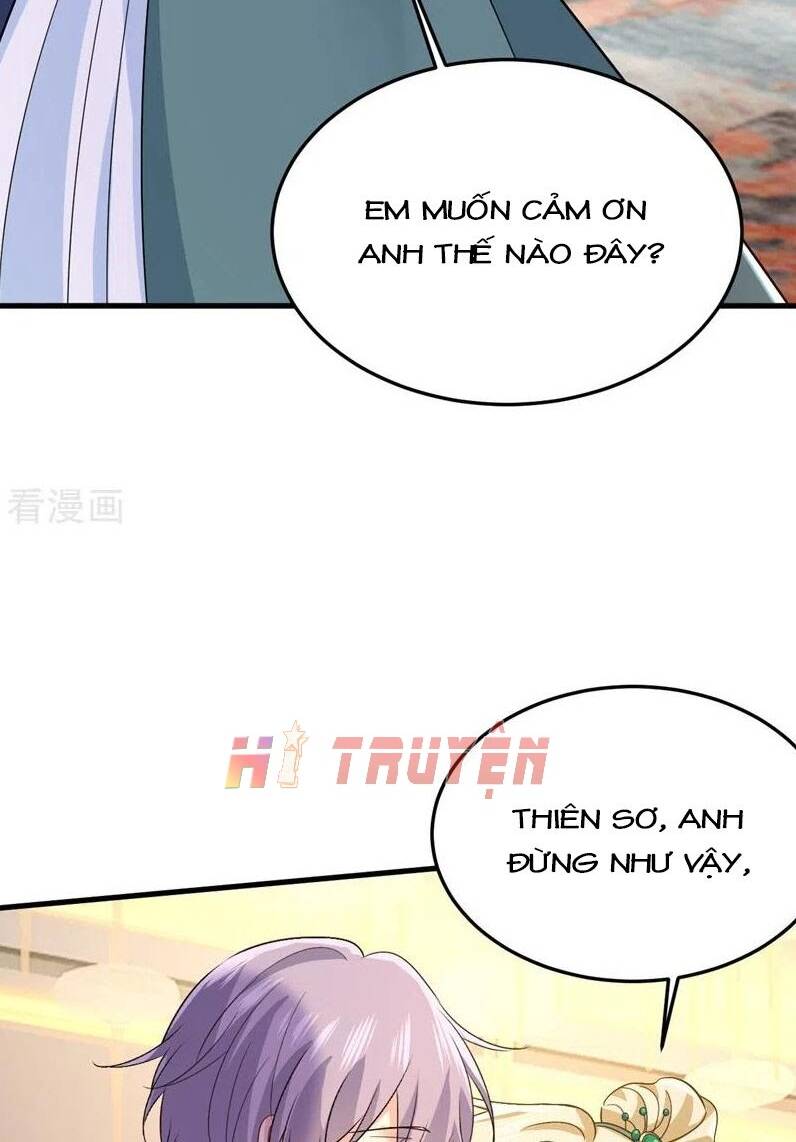 EM MUỐN CẢM ƠN
ANH THẾ NÀO ĐÂY?
看漫画
HI TRUYỆN
THIÊN SƠ, ANH
ĐỪNG NHƯ VẬY,